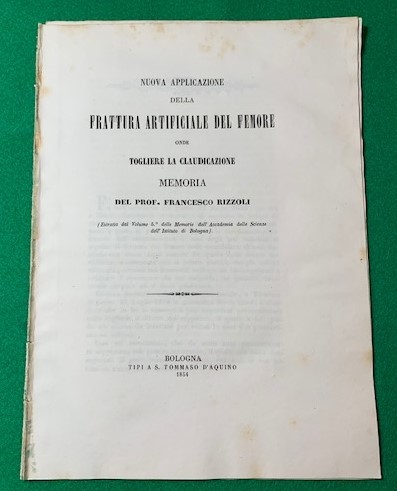 NUOVA APPLICAZIONE
DELLA
FRATTURA ARTIFICIALE DEL FEMORE
ONDE
TOGLIERE LA CLAUDICAZIONE
MEMORIA
DEL PROF. FRANCESCO RIZZOLI
(Estratto dal Volume 5.° delle Memorie dell'Accademia delle Scienze
dell'Istituto di Bologna).
BOLOGNA
TIPI A S. TOMMASO D'AQUINO
1854